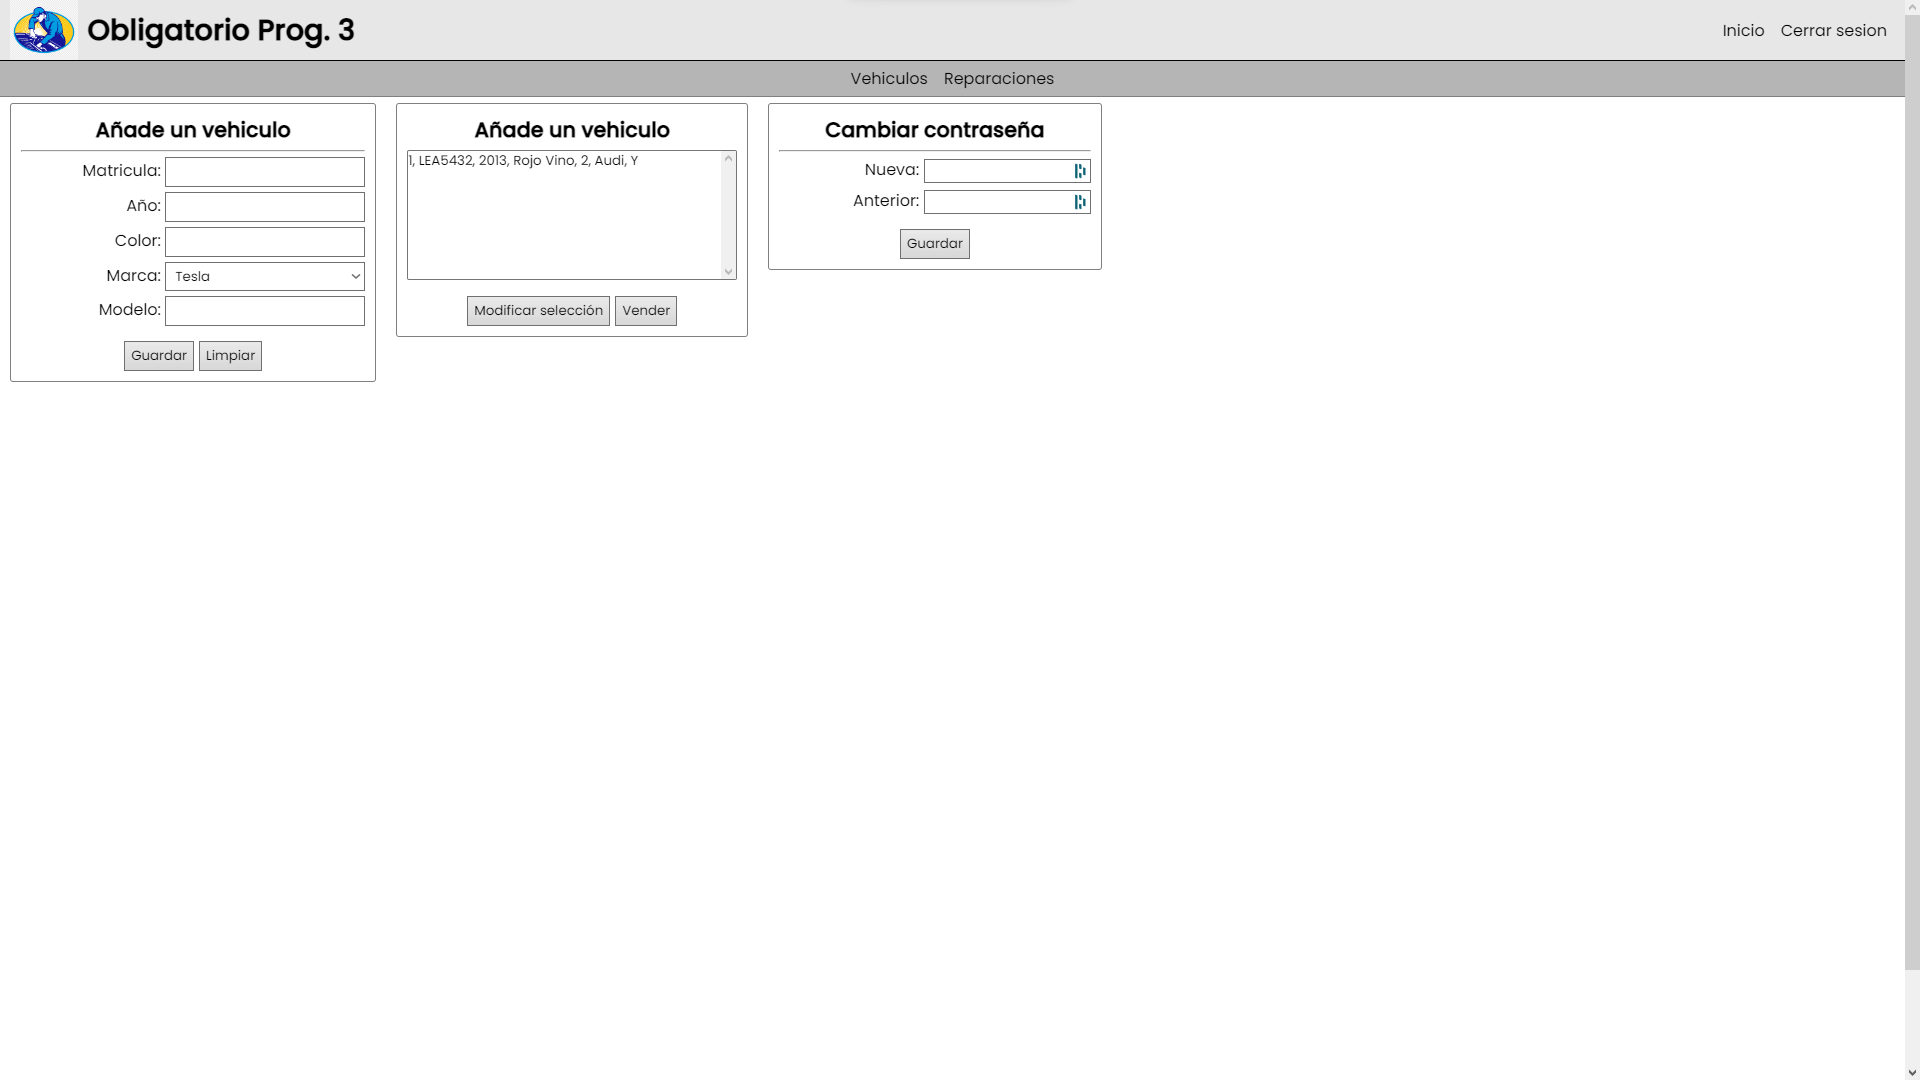 Obligatorio Prog. 3
Inicio Cerrar sesion
Vehiculos Reparaciones
Añade un vehiculo
Matricula:
Año:
Color:
Marca: Tesla
Modelo:
Guardar Limpiar
Añade un vehiculo
1, LEA5432, 2013, Rojo Vino, 2, Audi, Y
Modificar selección Vender
Cambiar contraseña
Nueva:
Anterior:
Guardar